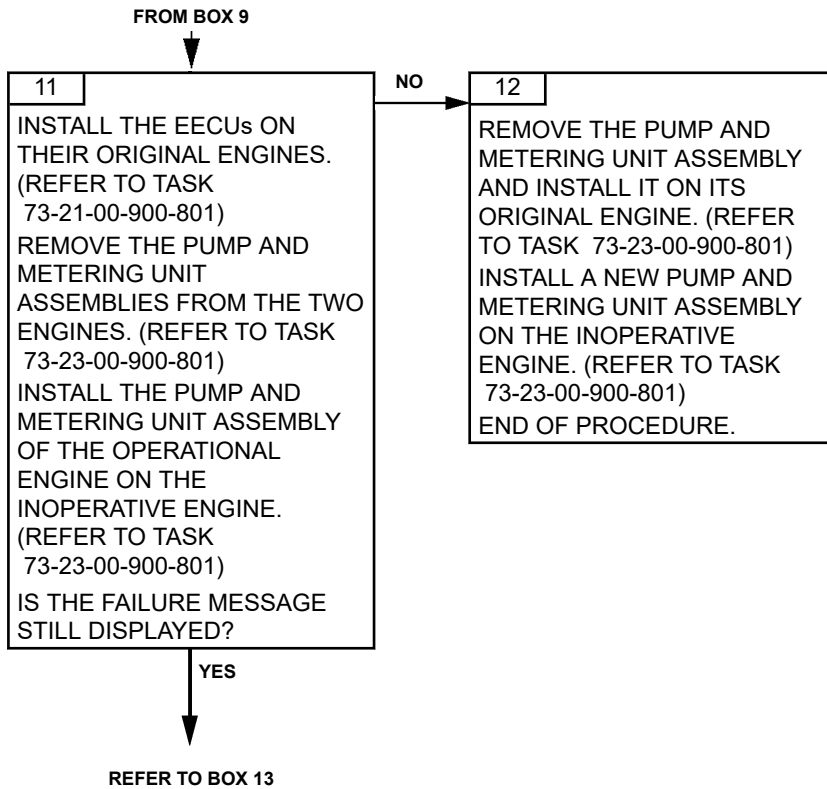 FROM BOX 9
11
INSTALL THE EECUs ON
THEIR ORIGINAL ENGINES.
(REFER TO TASK
73-21-00-900-801)
REMOVE THE PUMP AND
METERING UNIT
ASSEMBLIES FROM THE TWO
ENGINES. (REFER TO TASK
73-23-00-900-801)
INSTALL THE PUMP AND
METERING UNIT ASSEMBLY
OF THE OPERATIONAL
ENGINE ON THE
INOPERATIVE ENGINE.
(REFER TO TASK
73-23-00-900-801)
IS THE FAILURE MESSAGE
STILL DISPLAYED?
NO
12
REMOVE THE PUMP AND
METERING UNIT ASSEMBLY
AND INSTALL IT ON ITS
ORIGINAL ENGINE. (REFER
TO TASK 73-23-00-900-801)
INSTALL A NEW PUMP AND
METERING UNIT ASSEMBLY
ON THE INOPERATIVE
ENGINE. (REFER TO TASK
73-23-00-900-801)
END OF PROCEDURE.
YES
REFER TO BOX 13